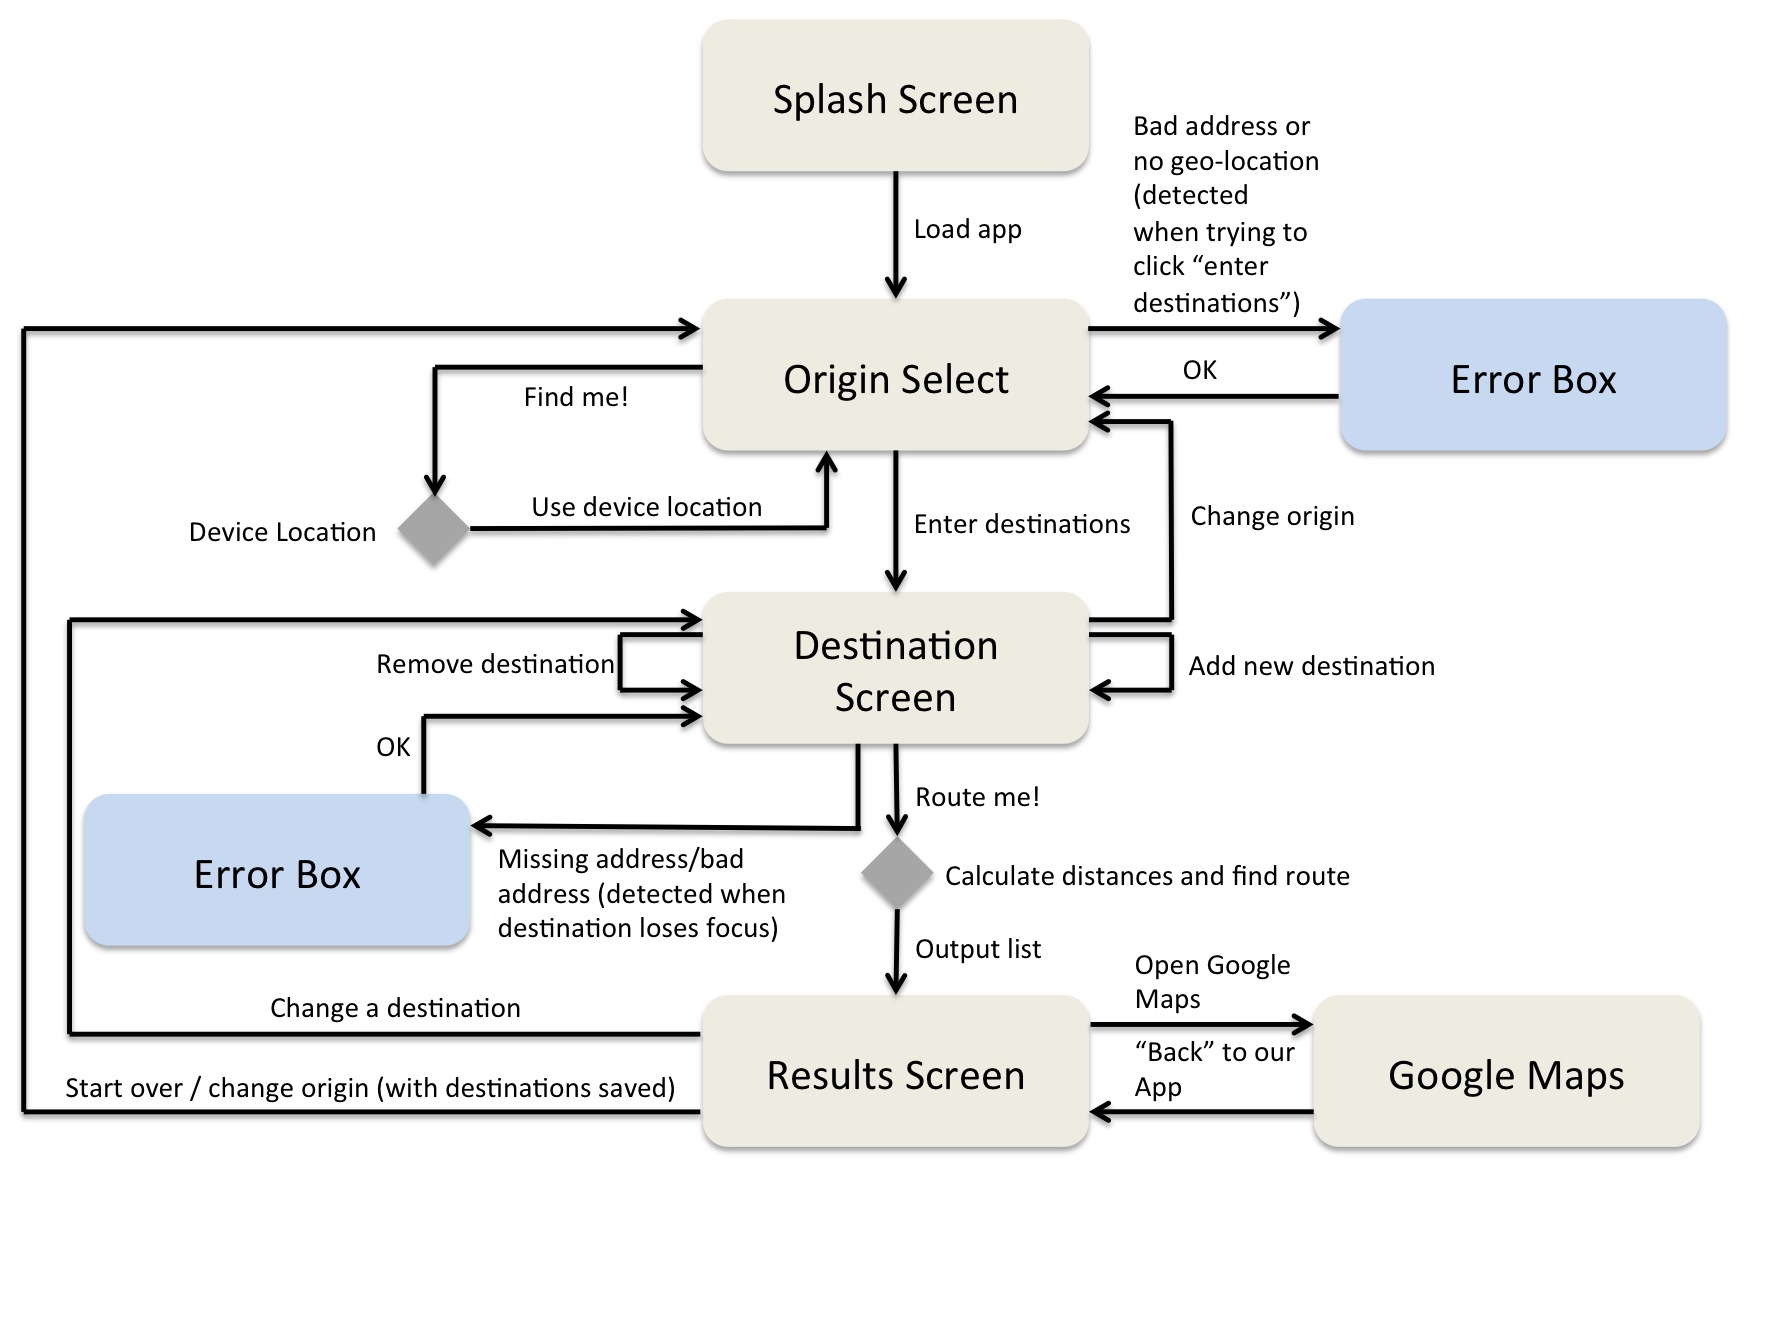 Splash Screen
Bad address or
no geo-location
(detected
when trying to
click “enter
destinations”)
Load app
Origin Select
Error Box
OK
Find me!
Use device location
Device Location
Enter destinations
Change origin
Destination
Screen
Remove destination
Add new destination
OK
Route me!
Error Box
Missing address/bad
address (detected when
destination loses focus)
Calculate distances and find route
Output list
Open Google
Maps
Change a destination
“Back” to our
App
Results Screen
Google Maps
Start over / change origin (with destinations saved)